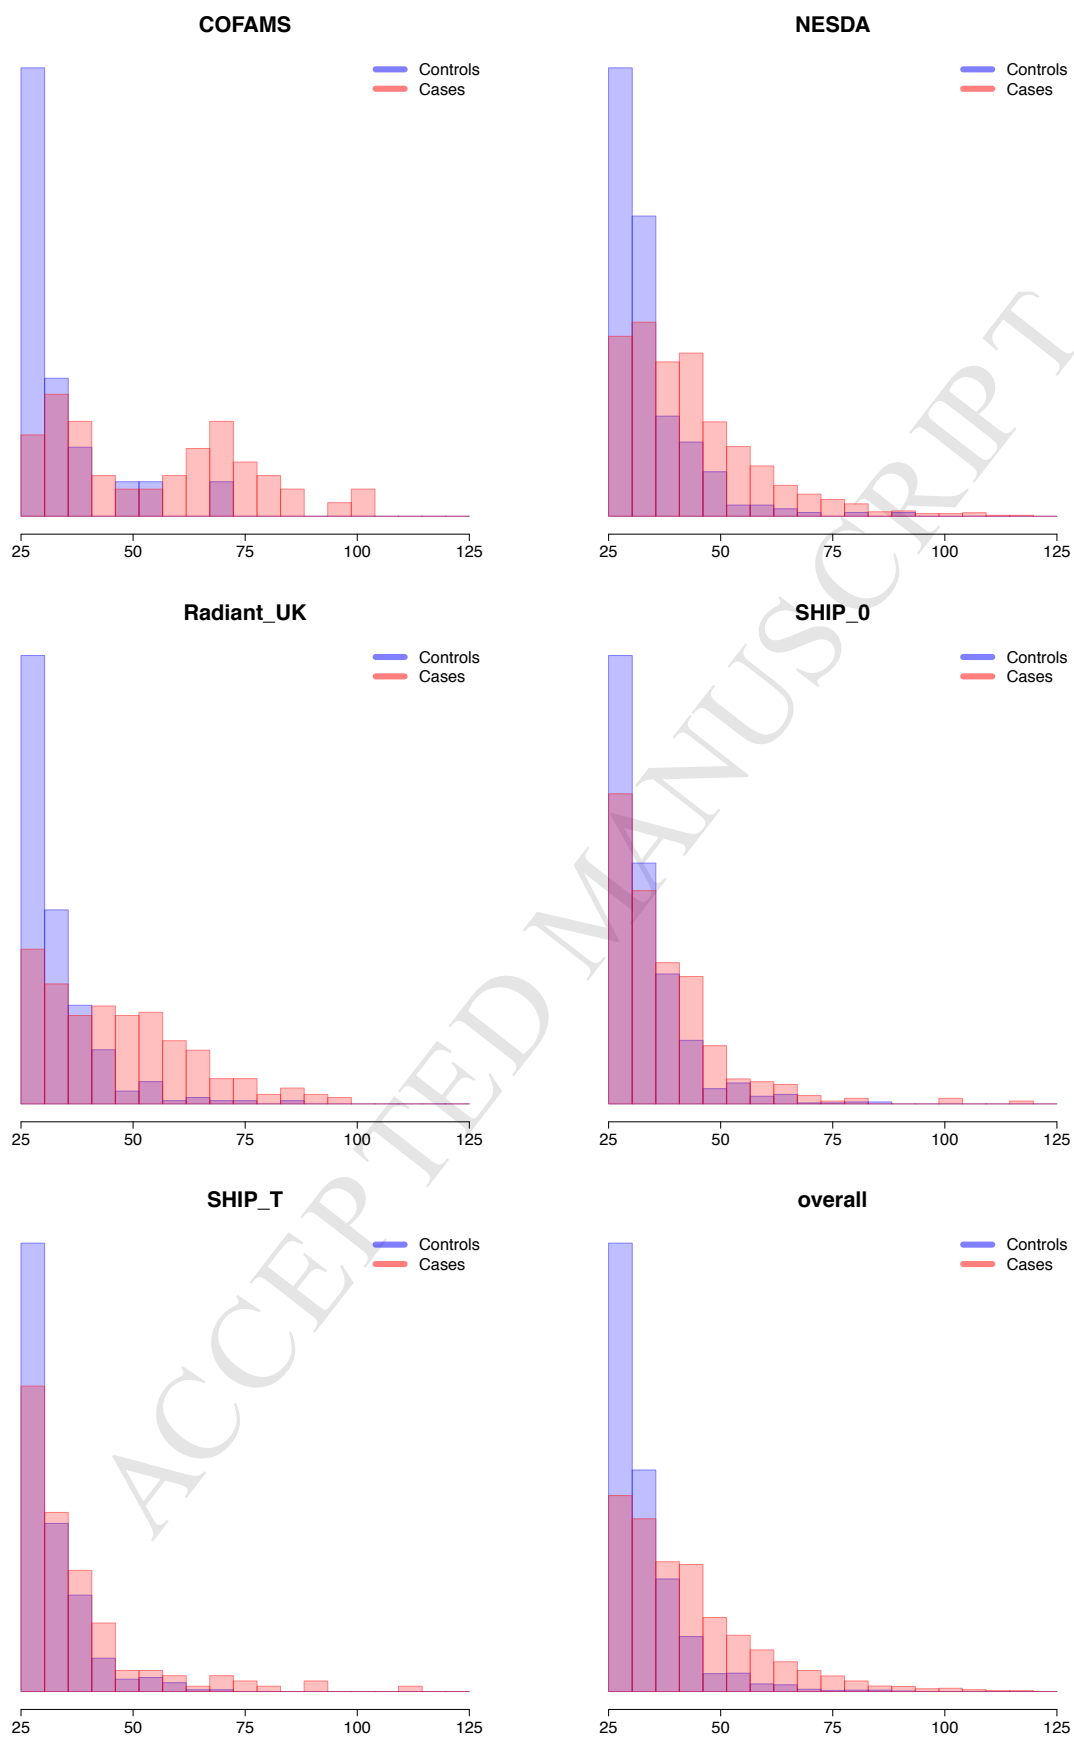 COFAMS
Controls
Cases
25 50 75 100 125
NESDA
Controls
Cases
25 50 75 100 125
Radiant_UK
Controls
Cases
25 50 75 100 125
SHIP_0
Controls
Cases
25 50 75 100 125
SHIP_T
Controls
Cases
25 50 75 100 125
overall
Controls
Cases
25 50 75 100 125
ACCEPTED MANUSCRIPT